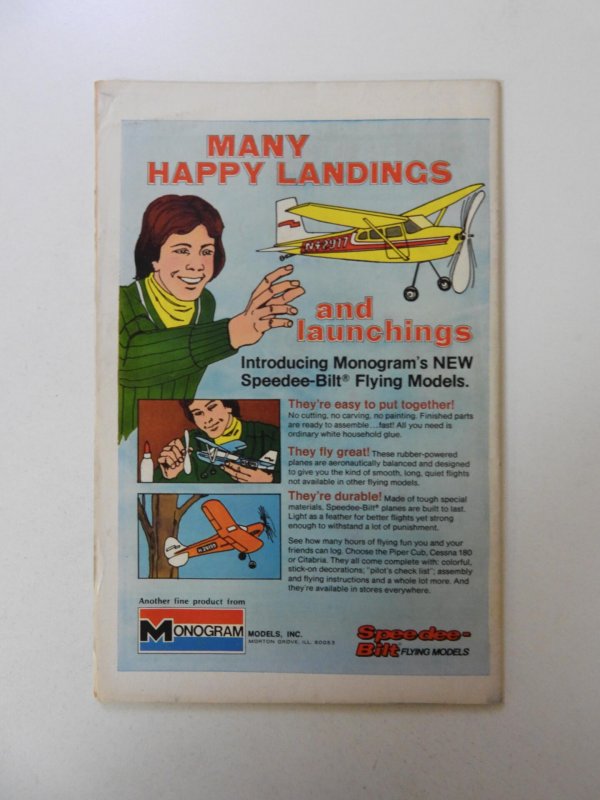 MANY
HAPPY LANDINGS
N42977
and
launchings
Introducing Monogram's NEW
Speedee-Bilt® Flying Models.
They're easy to put together!
No cutting, no carving, no painting. Finished parts
are ready to assemble...fast! All you need is
ordinary white household glue.
They fly great! These rubber-powered
planes are aeronautically balanced and designed
to give you the kind of smooth, long, quiet flights
not available in other flying models.
They're durable! Made of tough special
materials, Speedee-Bilt® planes are built to last.
Light as a feather for better flights yet strong
enough to withstand a lot of punishment.
See how many hours of flying fun you and your
friends can log. Choose the Piper Cub, Cessna 180
or Citabria. They all come complete with: colorful,
stick-on decorations; "pilot's check list"; assembly
and flying instructions and a whole lot more. And
they're available in stores everywhere.
Another fine product from
MONOGRAM MODELS, INC.
MORTON GROVE, ILL. 60053
Speedee-
Bilt® FLYING MODELS